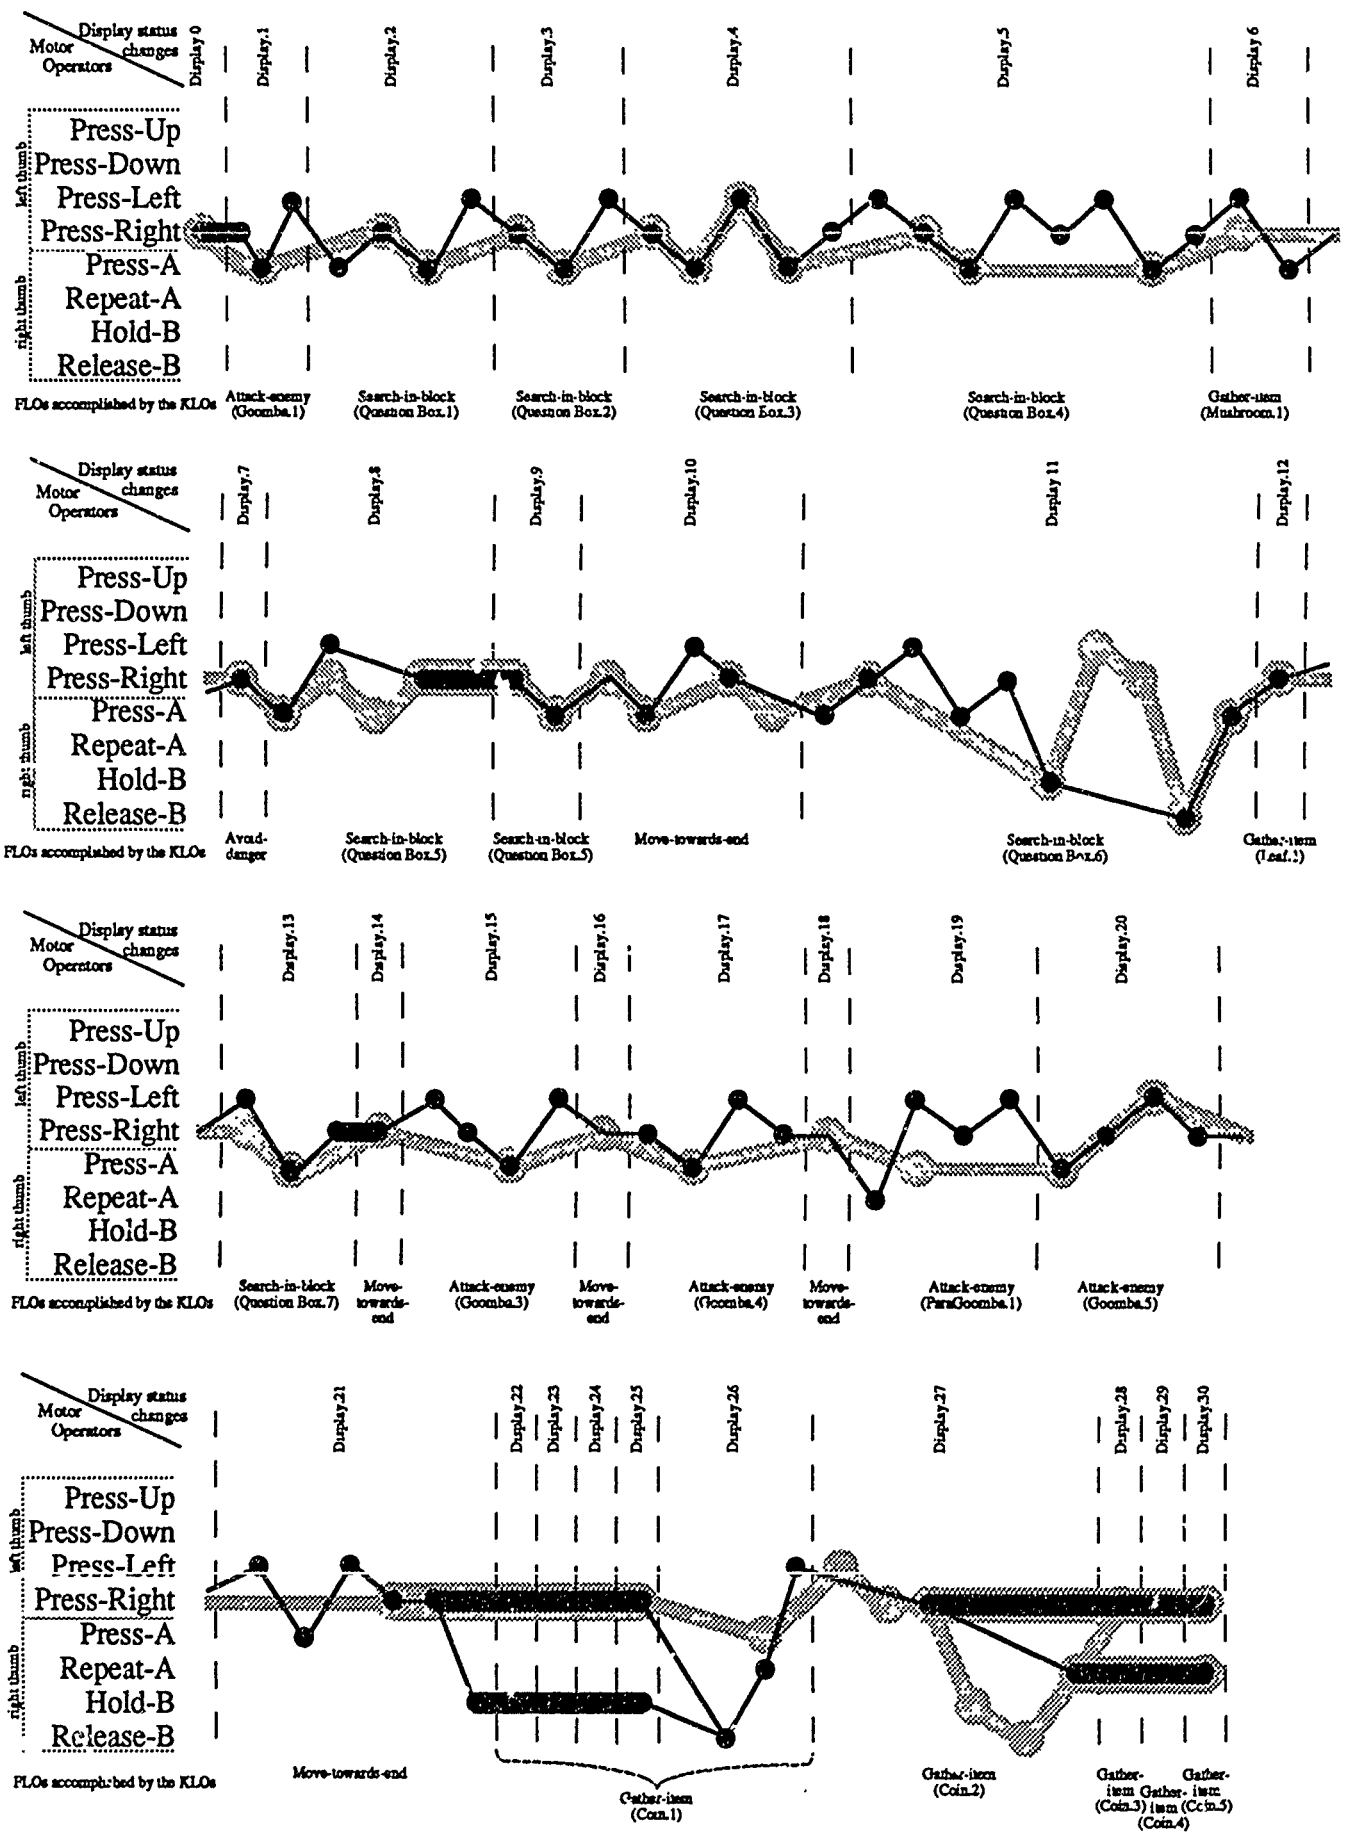 Display status
changes
Motor
Operators
Display 0
Display.1
Display.2
Display.3
Display.4
Display.5
Display 6
left thumb
right thumb
Press-Up
Press-Down
Press-Left
Press-Right
Press-A
Repeat-A
Hold-B
Release-B
FLOs accomplished by the KLOs
Attack-enemy
(Goomba.1)
Search-in-block
(Question Box.1)
Search-in-block
(Question Box.2)
Search-in-block
(Question Box.3)
Search-in-block
(Question Box.4)
Gather-item
(Mushroom.1)
Display status
changes
Motor
Operators
Display.7
Display.8
Display.9
Display.10
Display 11
Display.12
left thumb
right thumb
Press-Up
Press-Down
Press-Left
Press-Right
Press-A
Repeat-A
Hold-B
Release-B
FLOs accomplished by the KLOs
Avoid-
danger
Search-in-block
(Question Box.5)
Search-in-block
(Question Box.5)
Move-towards-end
Search-in-block
(Question Box.6)
Gather-item
(Leaf.1)
Display status
changes
Motor
Operators
Display.13
Display.14
Display.15
Display.16
Display.17
Display.18
Display.19
Display.20
left thumb
right thumb
Press-Up
Press-Down
Press-Left
Press-Right
Press-A
Repeat-A
Hold-B
Release-B
FLOs accomplished by the KLOs
Search-in-block
(Question Box.7)
Move-
towards-
end
Attack-enemy
(Goomba.3)
Move-
towards-
end
Attack-enemy
(Goomba.4)
Move-
towards-
end
Attack-enemy
(ParaGoomba.1)
Attack-enemy
(Goomba.5)
Display status
changes
Motor
Operators
Display.21
Display.22
Display.23
Display.24
Display.25
Display.26
Display.27
Display.28
Display.29
Display.30
left thumb
right thumb
Press-Up
Press-Down
Press-Left
Press-Right
Press-A
Repeat-A
Hold-B
Release-B
FLOs accomplished by the KLOs
Move-towards-end
Gather-item
(Coin.1)
Gather-item
(Coin.2)
Gather-
item
(Coin.3)
Gather-
item
(Coin.4)
Gather-
item
(Coin.5)